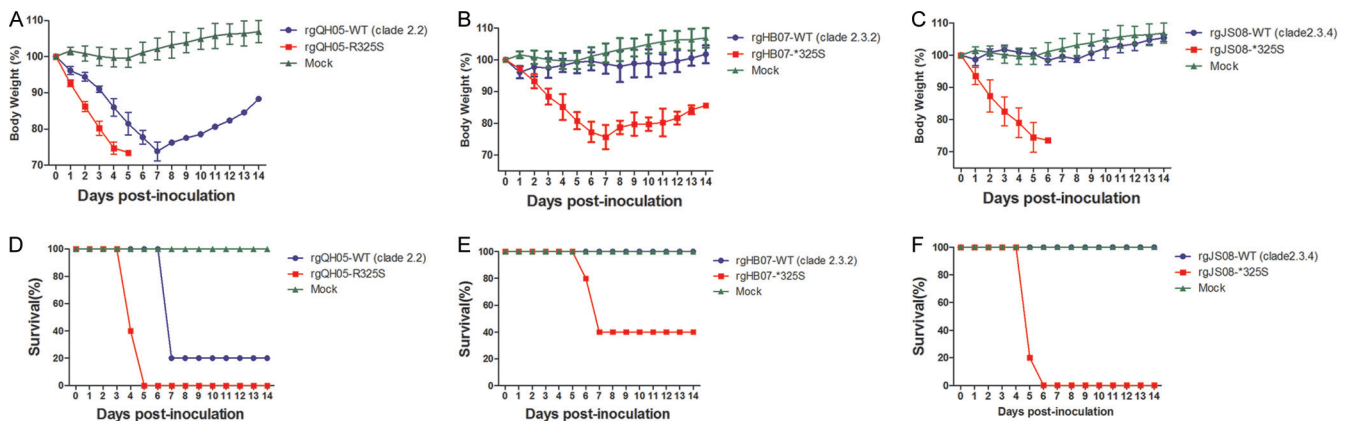 A
110
100
90
80
70
Body Weight (%)
0 1 2 3 4 5 6 7 8 9 10 11 12 13 14
Days post-inoculation
rgQH05-WT (clade 2.2)
rgQH05-R325S
Mock
B
110
100
90
80
70
Body Weight (%)
0 1 2 3 4 5 6 7 8 9 10 11 12 13 14
Days post-inoculation
rgHB07-WT (clade 2.3.2)
rgHB07-*325S
Mock
C
110
100
90
80
70
Body Weight (%)
0 1 2 3 4 5 6 7 8 9 10 11 12 13 14
Days post-inoculation
rgJS08-WT (clade2.3.4)
rgJS08-*325S
Mock
D
100
80
60
40
20
0
Survival(%)
0 1 2 3 4 5 6 7 8 9 10 11 12 13 14
Days post-inoculation
rgQH05-WT (clade 2.2)
rgQH05-R325S
Mock
E
100
80
60
40
20
0
Survival(%)
0 1 2 3 4 5 6 7 8 9 10 11 12 13 14
Days post-inoculation
rgHB07-WT (clade 2.3.2)
rgHB07-*325S
Mock
F
100
80
60
40
20
0
Survival(%)
0 1 2 3 4 5 6 7 8 9 10 11 12 13 14
Days post-inoculation
rgJS08-WT (clade2.3.4)
rgJS08-*325S
Mock